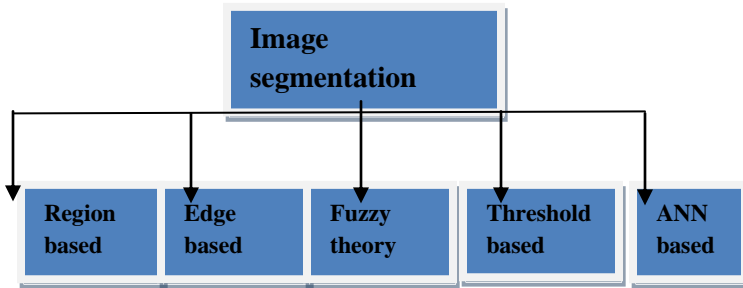 Image
segmentation
Region
based
Edge
based
Fuzzy
theory
Threshold
based
ANN
based